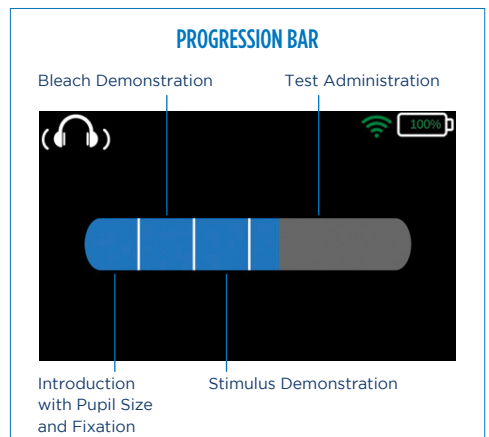 PROGRESSION BAR
Bleach Demonstration
Test Administration
100%
Introduction
with Pupil Size
and Fixation
Stimulus Demonstration